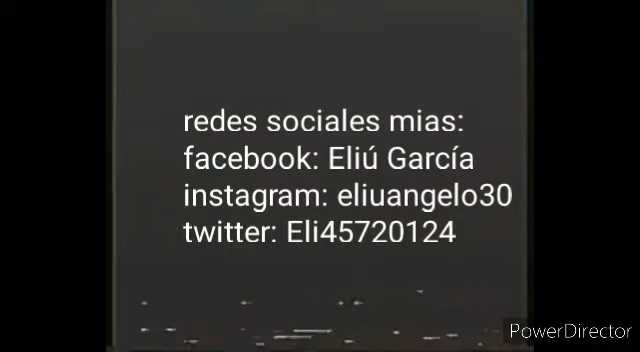 redes sociales mias:
facebook: Eliú García
instagram: eliuangelo30
twitter: Eli45720124
PowerDirector